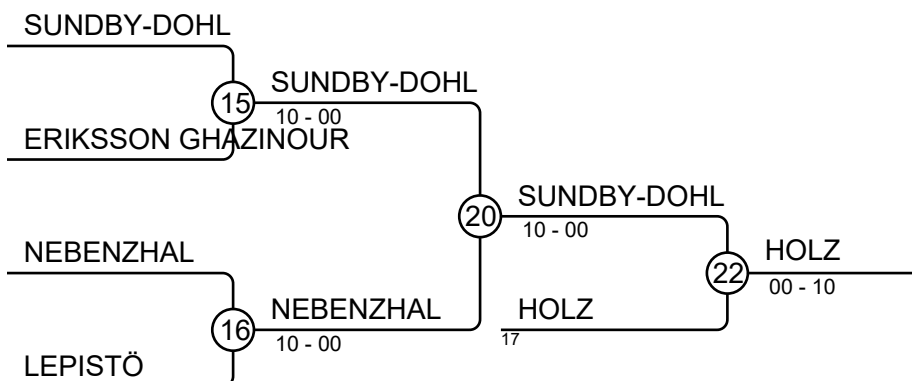 SUNDBY-DOHL
15
SUNDBY-DOHL
10 - 00
ERIKSSON GHAZINOUR
20
SUNDBY-DOHL
10 - 00
NEBENZHAL
16
NEBENZHAL
10 - 00
LEPISTÖ
HOLZ
17
22
HOLZ
00 - 10